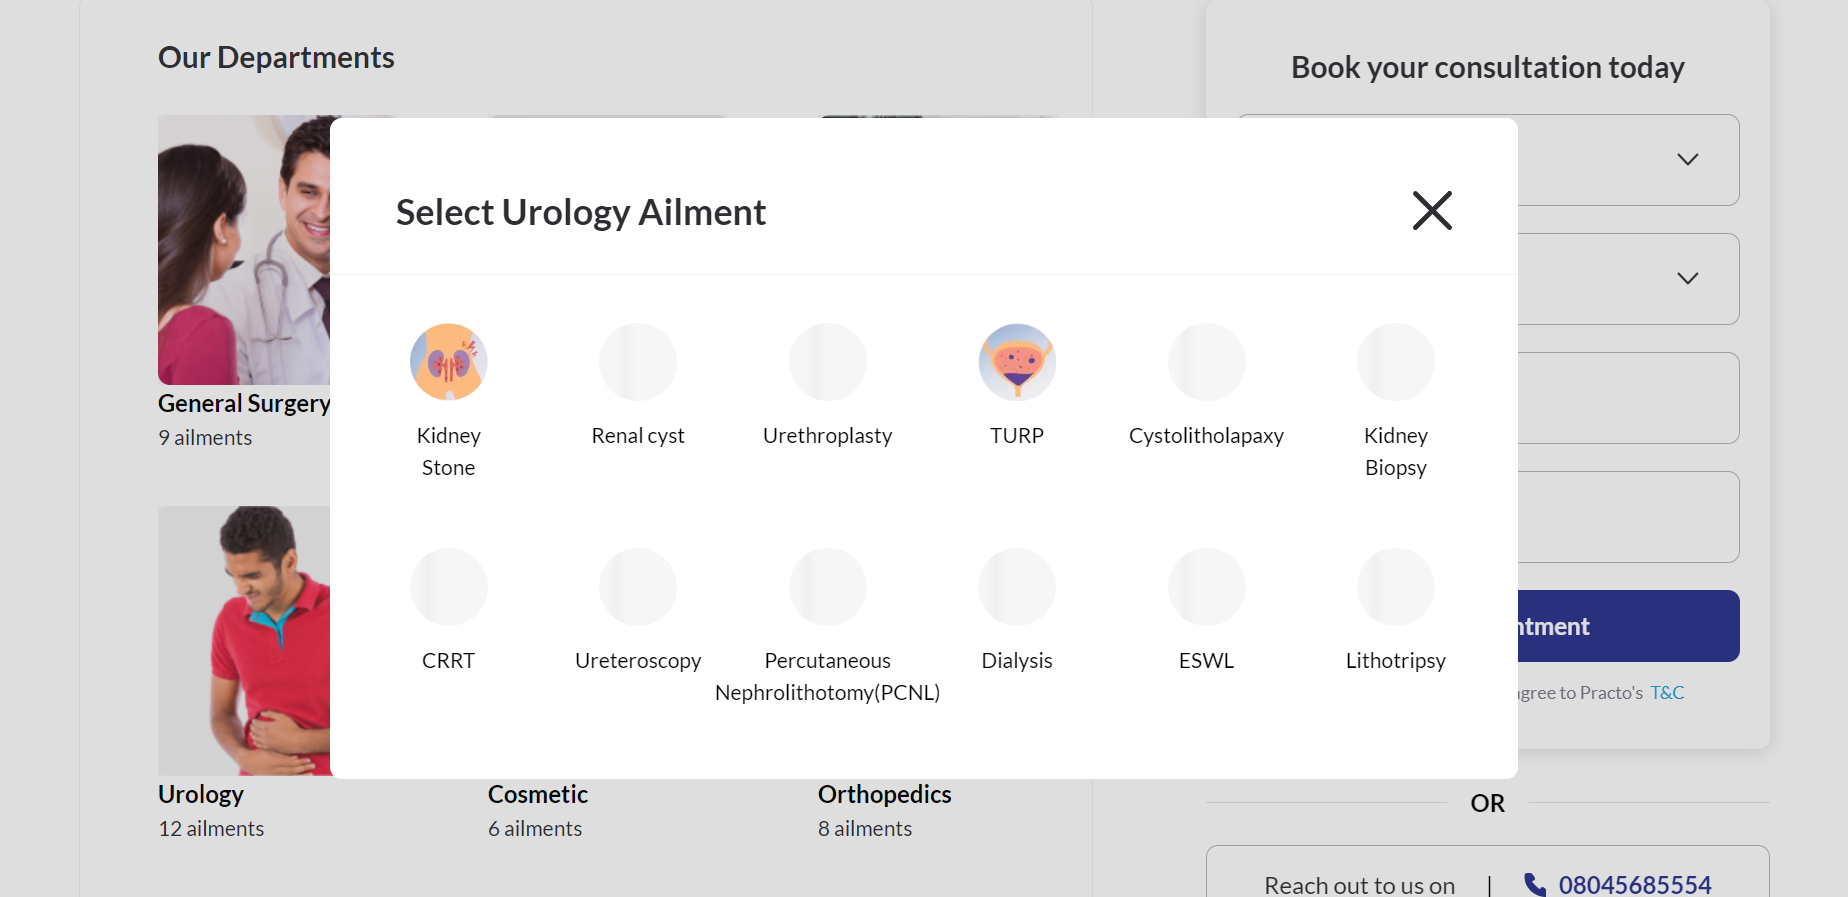 Our Departments
Book your consultation today
Select Urology Ailment
Kidney
Stone
Renal cyst
Urethroplasty
TURP
Cystolitholapaxy
Kidney
Biopsy
CRRT
Ureteroscopy
Percutaneous
Nephrolithotomy(PCNL)
Dialysis
ESWL
Lithotripsy
General Surgery
9 ailments
Urology
12 ailments
Cosmetic
6 ailments
Orthopedics
8 ailments
to Practo's T&C
OR
Reach out to us on | 08045685554